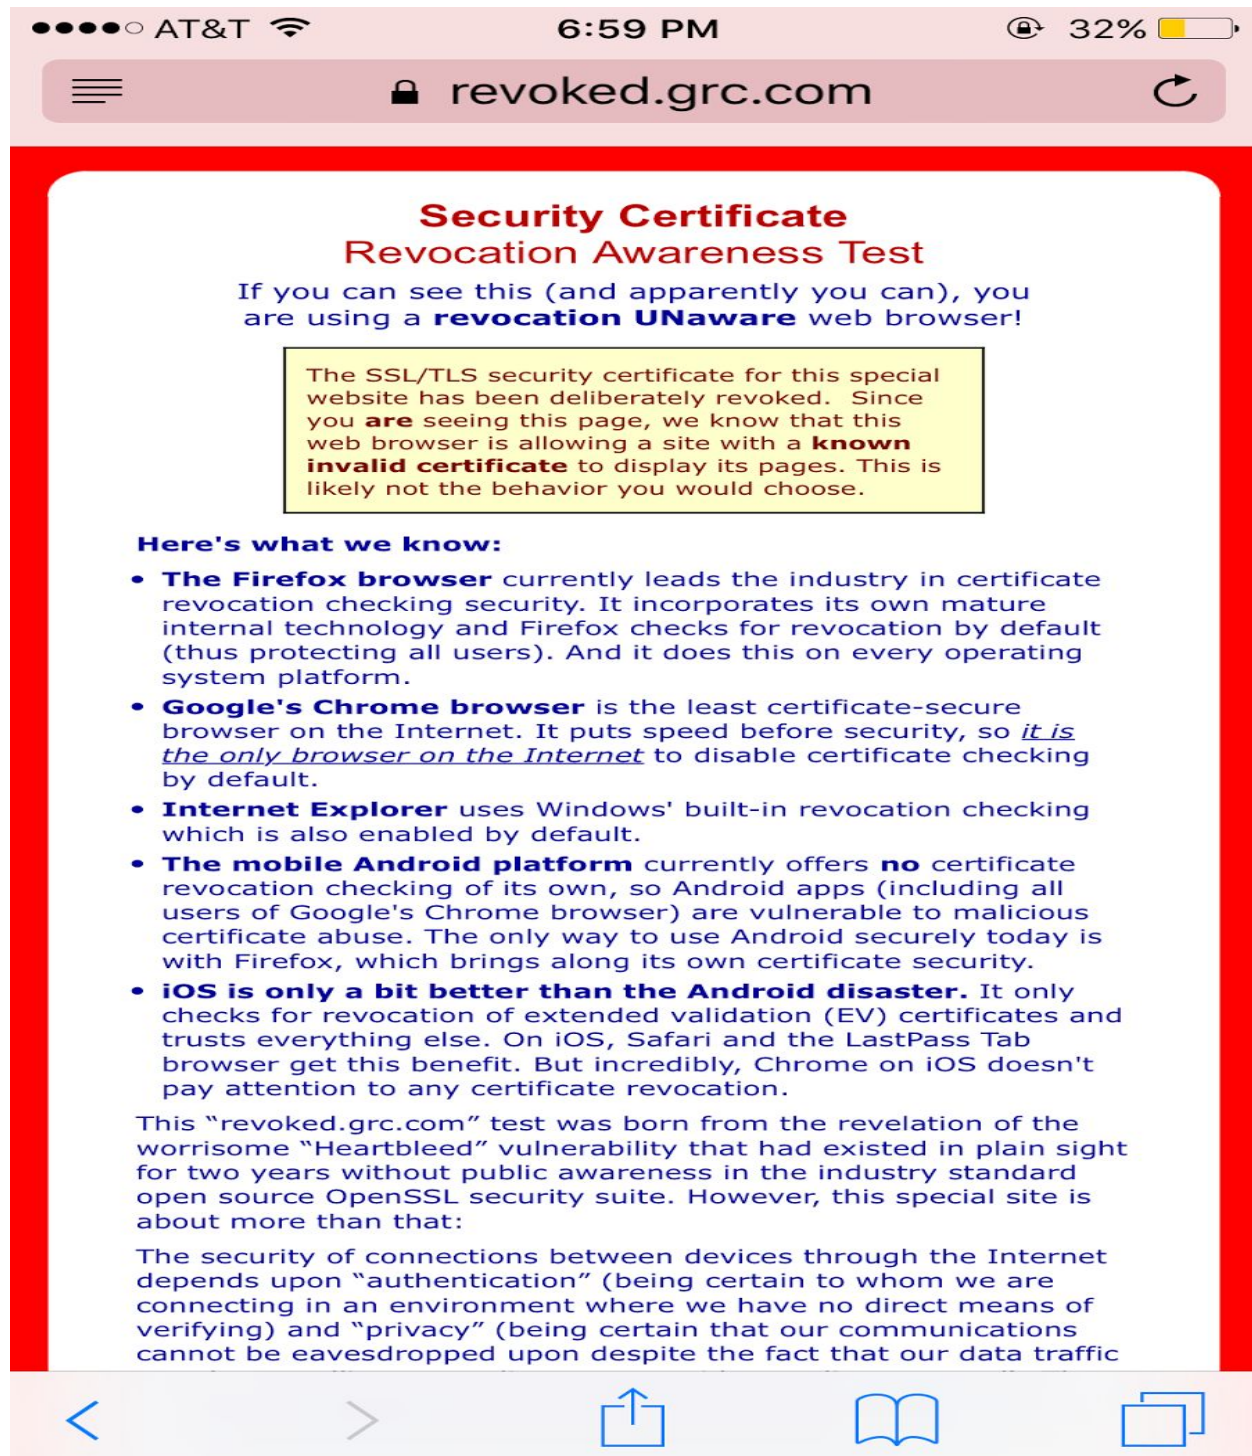 AT&T 6:59 PM 32%
revoked.grc.com
Security Certificate
Revocation Awareness Test
If you can see this (and apparently you can), you
are using a revocation UNaware web browser!
The SSL/TLS security certificate for this special
website has been deliberately revoked. Since
you are seeing this page, we know that this
web browser is allowing a site with a known
invalid certificate to display its pages. This is
likely not the behavior you would choose.
Here's what we know:
• The Firefox browser currently leads the industry in certificate
revocation checking security. It incorporates its own mature
internal technology and Firefox checks for revocation by default
(thus protecting all users). And it does this on every operating
system platform.
• Google's Chrome browser is the least certificate-secure
browser on the Internet. It puts speed before security, so it is
the only browser on the Internet to disable certificate checking
by default.
• Internet Explorer uses Windows' built-in revocation checking
which is also enabled by default.
• The mobile Android platform currently offers no certificate
revocation checking of its own, so Android apps (including all
users of Google's Chrome browser) are vulnerable to malicious
certificate abuse. The only way to use Android securely today is
with Firefox, which brings along its own certificate security.
• iOS is only a bit better than the Android disaster. It only
checks for revocation of extended validation (EV) certificates and
trusts everything else. On iOS, Safari and the LastPass Tab
browser get this benefit. But incredibly, Chrome on iOS doesn't
pay attention to any certificate revocation.
This “revoked.grc.com” test was born from the revelation of the
worrisome “Heartbleed” vulnerability that had existed in plain sight
for two years without public awareness in the industry standard
open source OpenSSL security suite. However, this special site is
about more than that:
The security of connections between devices through the Internet
depends upon “authentication” (being certain to whom we are
connecting in an environment where we have no direct means of
verifying) and “privacy” (being certain that our communications
cannot be eavesdropped upon despite the fact that our data traffic